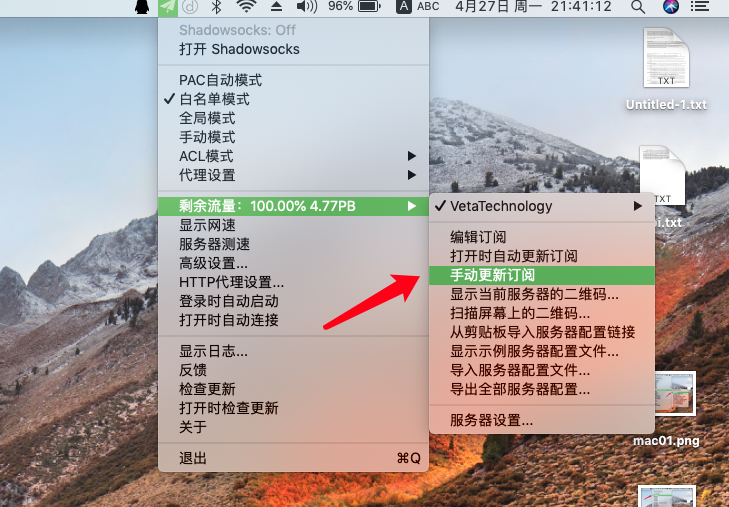 96%
A
ABC
4月27日 周一 21:41:12
Shadowsocks: Off
打开 Shadowsocks
PAC自动模式
白名单模式
全局模式
手动模式
ACL模式
代理设置
剩余流量：100.00% 4.77PB
显示网速
服务器测速
高级设置...
HTTP代理设置...
登录时自动启动
打开时自动连接
显示日志...
反馈
检查更新
打开时检查更新
关于
退出 ⌘Q
VetaTechnology
编辑订阅
打开时自动更新订阅
手动更新订阅
显示当前服务器的二维码...
扫描屏幕上的二维码...
从剪贴板导入服务器配置链接
显示示例服务器配置文件...
导入服务器配置文件...
导出全部服务器配置...
服务器设置...
TXT
Untitled-1.txt
TXT
.txt
mac01.png